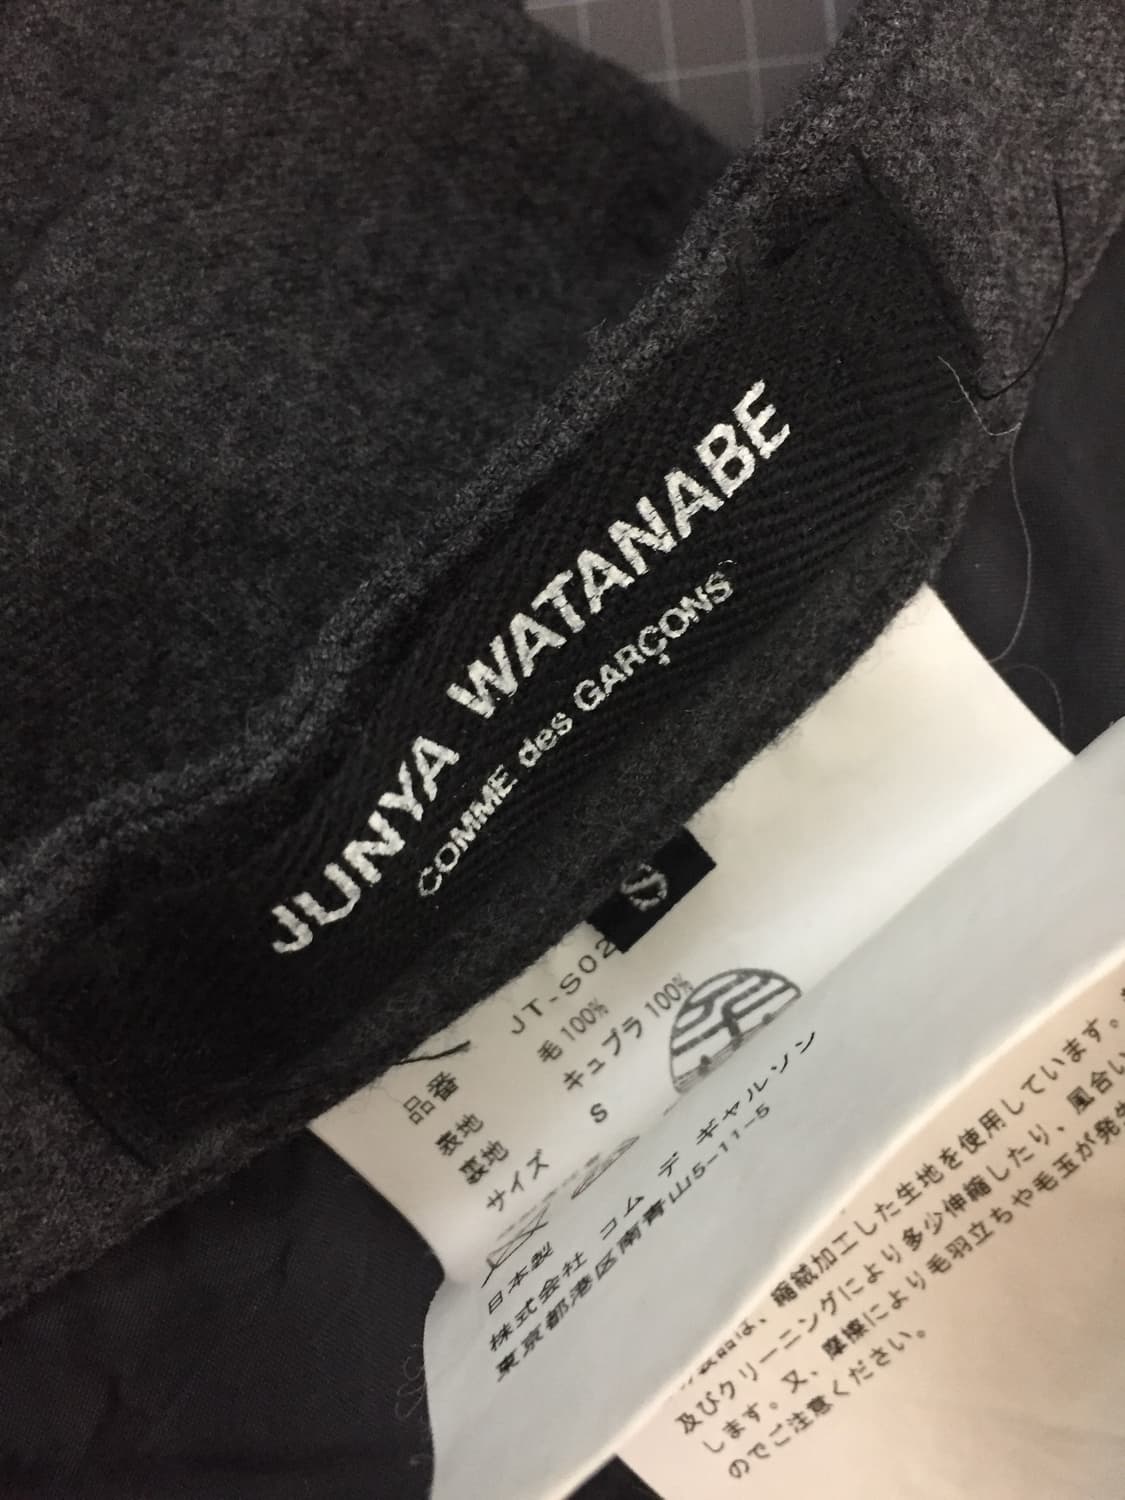 JUNYA WATANABE
COMME des GARÇONS
S
品番 JT-S02
表地 毛 100%
裏地 キュプラ 100%
サイズ S
日本製
株式会社 コム デ ギャルソン
東京都港区南青山5-11-5
縮絨加工した生地を使用しています。
及びクリーニングにより多少伸縮したり、風合い
します。又、摩擦により毛羽立ちや毛玉が発生
のでご注意ください。